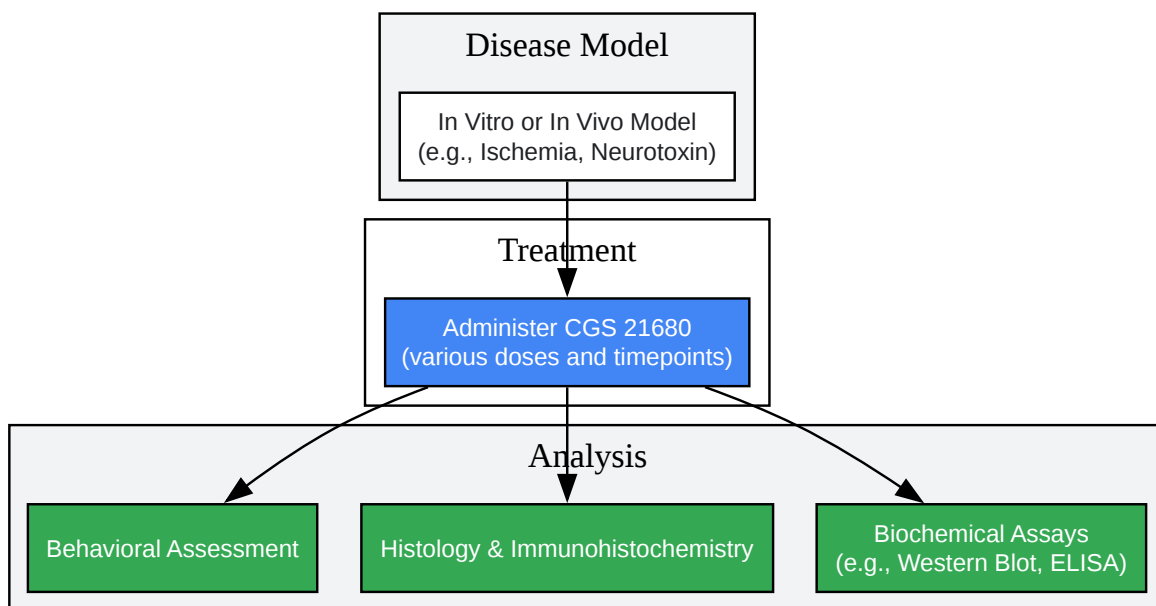 Disease Model
In Vitro or In Vivo Model
(e.g., Ischemia, Neurotoxin)
Treatment
Administer CGS 21680
(various doses and timepoints)
Analysis
Behavioral Assessment
Histology & Immunohistochemistry
Biochemical Assays
(e.g., Western Blot, ELISA)